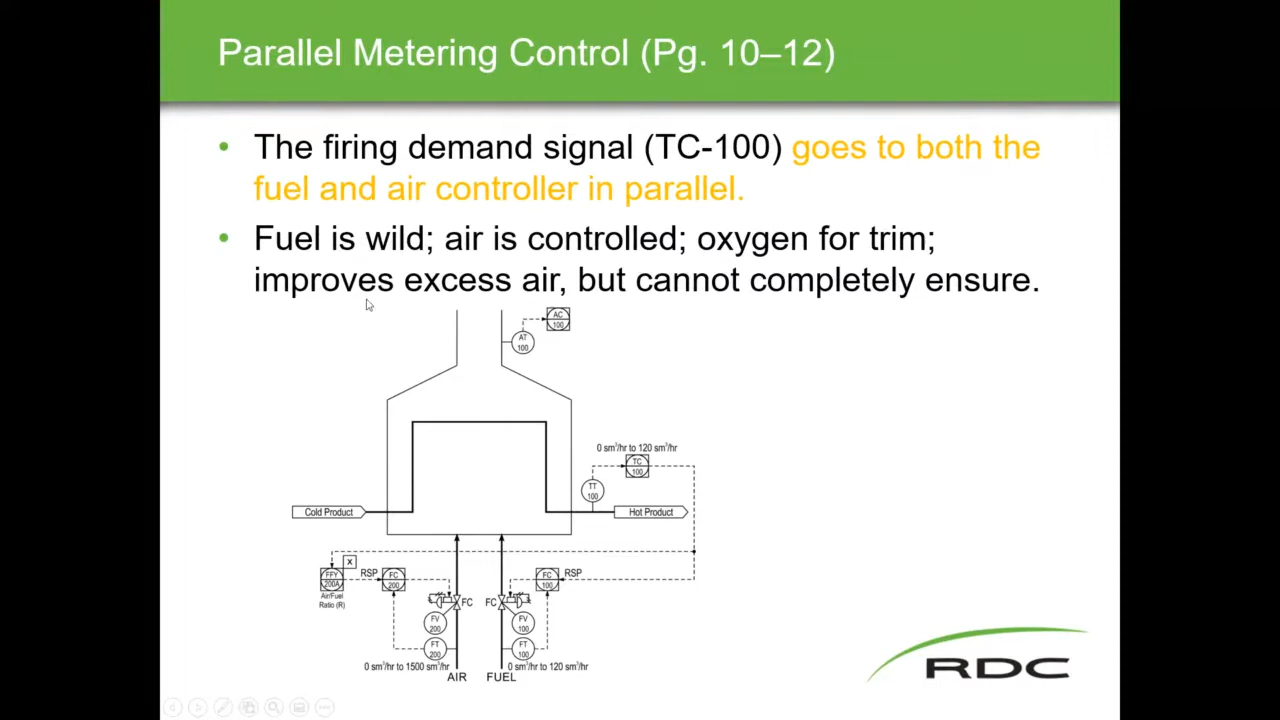 Parallel Metering Control (Pg. 10–12)
• The firing demand signal (TC-100) goes to both the
fuel and air controller in parallel.
• Fuel is wild; air is controlled; oxygen for trim;
improves excess air, but cannot completely ensure.
AC
100
AT
100
0 sm³/hr to 120 sm³/hr
TC
100
TT
100
Cold Product
Hot Product
X
FFY
200A
RSP
FC
200
FC
100
RSP
Air/Fuel
Ratio (R)
FC
FC
FV
200
FV
100
FT
200
FT
100
0 sm³/hr to 1500 sm³/hr
0 sm³/hr to 120 sm³/hr
AIR
FUEL
RDC